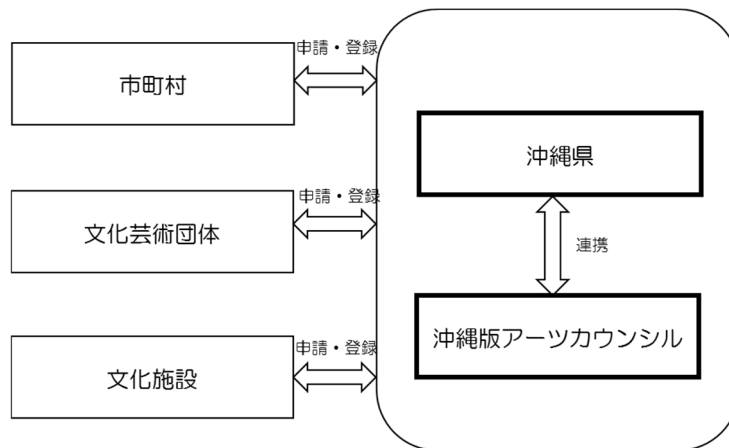 申請・登録
市町村
沖縄県
申請・登録
文化芸術団体
連携
申請・登録
沖縄版アーツカウンシル
文化施設